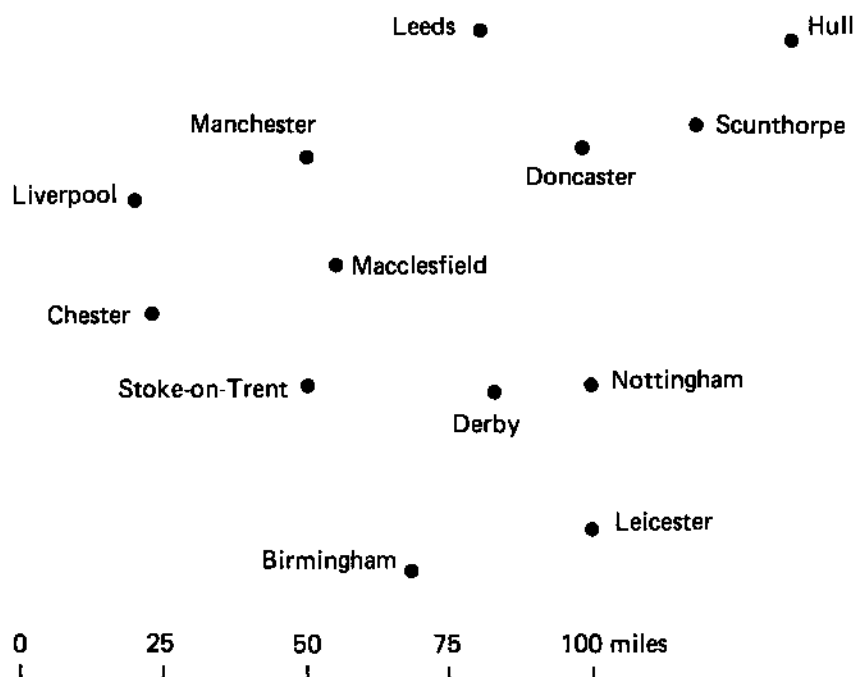 Leeds
Hull
Manchester
Scunthorpe
Doncaster
Liverpool
Macclesfield
Chester
Stoke-on-Trent
Nottingham
Derby
Leicester
Birmingham
0 25 50 75 100 miles